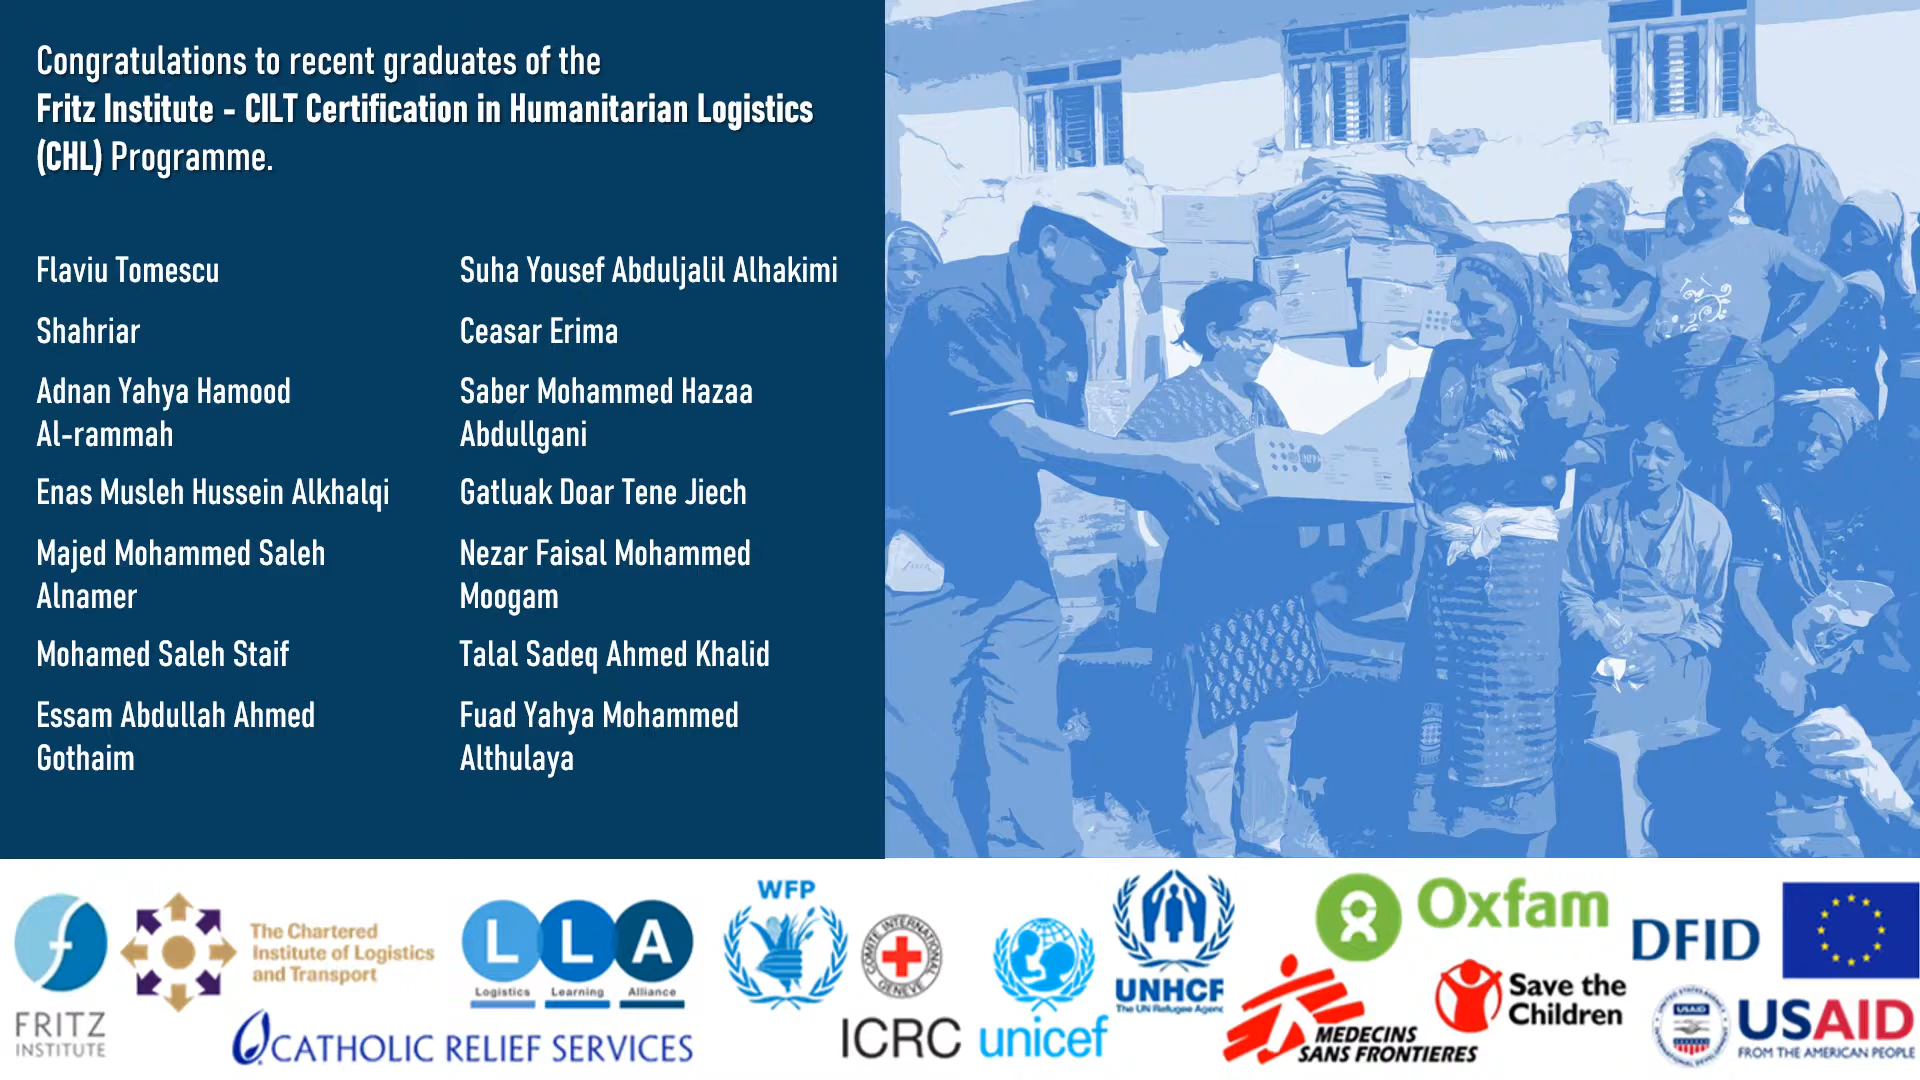 Congratulations to recent graduates of the
Fritz Institute - CILT Certification in Humanitarian Logistics
(CHL) Programme.
Flaviu Tomescu
Shahriar
Adnan Yahya Hamood
Al-rammah
Enas Musleh Hussein Alkhalqi
Majed Mohammed Saleh
Alnamer
Mohamed Saleh Staif
Essam Abdullah Ahmed
Gothaim
Suha Yousef Abduljalil Alhakimi
Ceasar Erima
Saber Mohammed Hazaa
Abdullgani
Gatluak Doar Tene Jiech
Nezar Faisal Mohammed
Moogam
Talal Sadeq Ahmed Khalid
Fuad Yahya Mohammed
Althulaya
FRITZ
INSTITUTE
The Chartered
Institute of Logistics
and Transport
CATHOLIC RELIEF SERVICES
L L A
Logistics Learning Alliance
WFP
COMITE INTERNATIONAL
GENEVE
ICRC
unicef
UNHCR
The UN Refugee Agency
MEDECINS
SANS FRONTIERES
Oxfam
Save the
Children
DFID
USAID
USAID
FROM THE AMERICAN PEOPLE